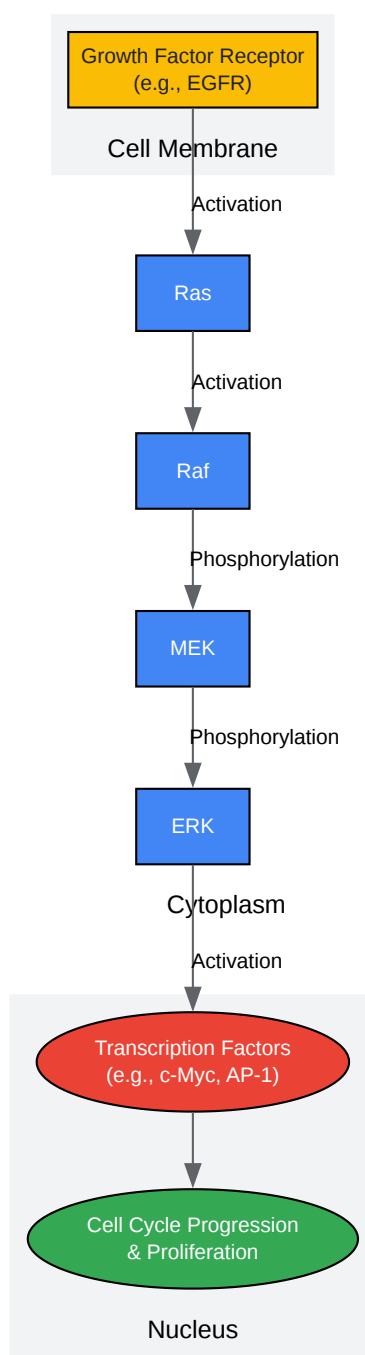 Growth Factor Receptor
(e.g., EGFR)
Cell Membrane
Activation
Ras
Activation
Raf
Phosphorylation
MEK
Phosphorylation
ERK
Cytoplasm
Activation
Transcription Factors
(e.g., c-Myc, AP-1)
Cell Cycle Progression
& Proliferation
Nucleus